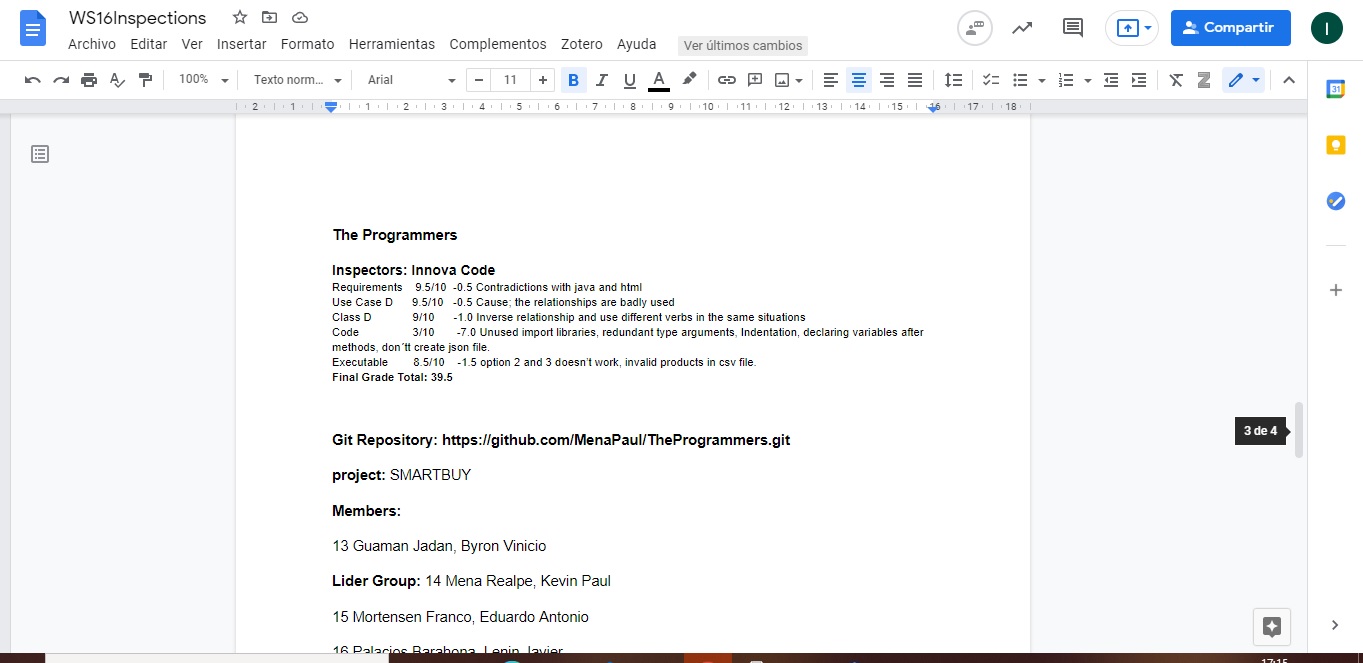 WS16Inspections
Archivo Editar Ver Insertar Formato Herramientas Complementos Zotero Ayuda Ver últimos cambios
Compartir
I
100% Texto norm... Arial − 11 + B I U A
2 1 1 2 3 4 5 6 7 8 9 10 11 12 13 14 15 16 17 18
31
The Programmers
Inspectors: Innova Code
Requirements 9.5/10 -0.5 Contradictions with java and html
Use Case D 9.5/10 -0.5 Cause; the relationships are badly used
Class D 9/10 -1.0 Inverse relationship and use different verbs in the same situations
Code 3/10 -7.0 Unused import libraries, redundant type arguments, Indentation, declaring variables after
methods, don´tt create json file.
Executable 8.5/10 -1.5 option 2 and 3 doesn't work, invalid products in csv file.
Final Grade Total: 39.5
Git Repository: https://github.com/MenaPaul/TheProgrammers.git
3 de 4
project: SMARTBUY
Members:
13 Guaman Jadan, Byron Vinicio
Lider Group: 14 Mena Realpe, Kevin Paul
15 Mortensen Franco, Eduardo Antonio
16 Palacios Barahona, Lenin Javier
17:15